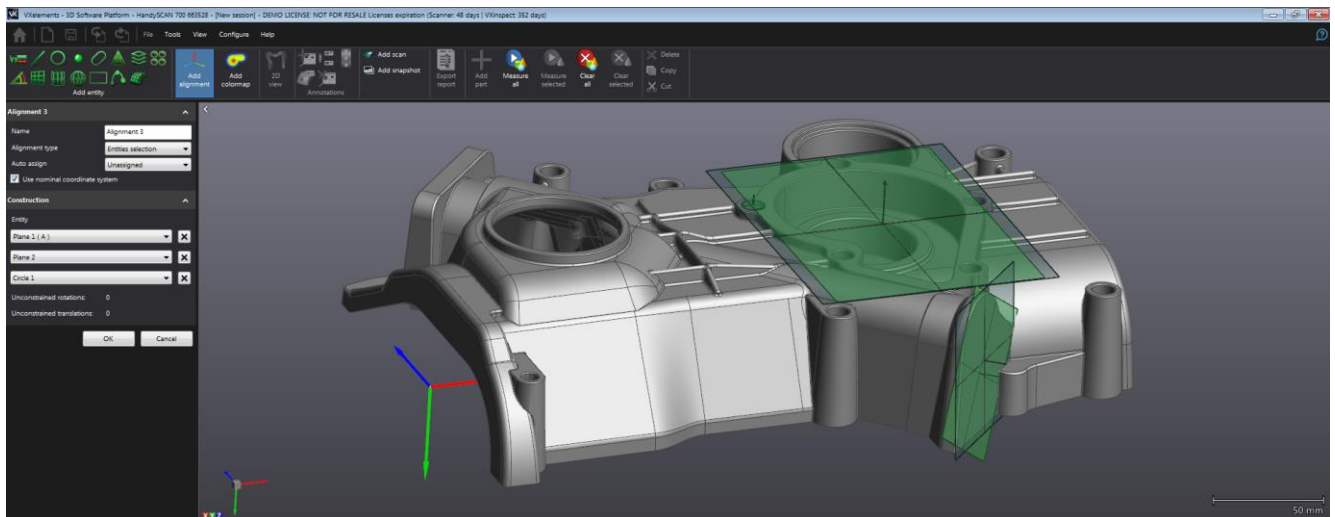 VXelements - 3D Software Platform - HandySCAN 700 663528 - [New session] - DEMO LICENSE: NOT FOR RESALE Licenses expiration (Scanner: 48 days | VXinspect: 352 days)
File Tools View Configure Help
Add entity
Add alignment
Add colormap
2D view
Annotations
Add scan
Add snapshot
Export report
Add part
Measure all
Measure selected
Clear all
Clear selected
Delete
Copy
Cut
Alignment 3
Name Alignment 3
Alignment type Entities selection
Auto assign Unassigned
Use nominal coordinate system
Construction
Entity
Plane 1 ( A )
Plane 2
Circle 1
Unconstrained rotations: 0
Unconstrained translations: 0
OK Cancel
X Y Z
50 mm